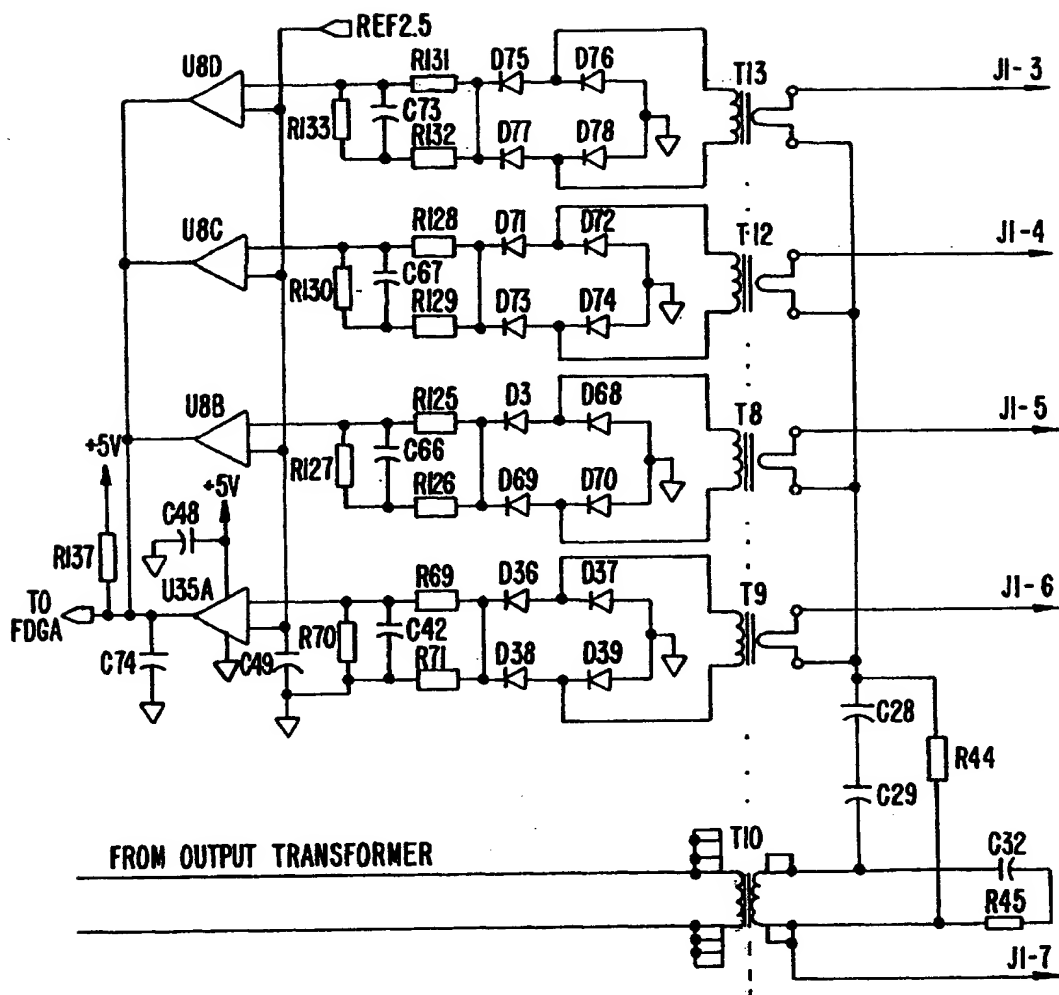 REF2.5
U8D
R131
D75
D76
T13
J1-3
C73
R133
R132
D77
D78
U8C
R128
D71
D72
T12
J1-4
C67
R130
R129
D73
D74
U8B
R125
D3
D68
T8
J1-5
+5V
C66
R127
R126
D69
D70
+5V
C48
R137
U35A
R69
D36
D37
T9
J1-6
TO
FDGA
R70
C42
C74
C49
R71
D38
D39
C28
R44
C29
FROM OUTPUT TRANSFORMER
T10
C32
R45
J1-7